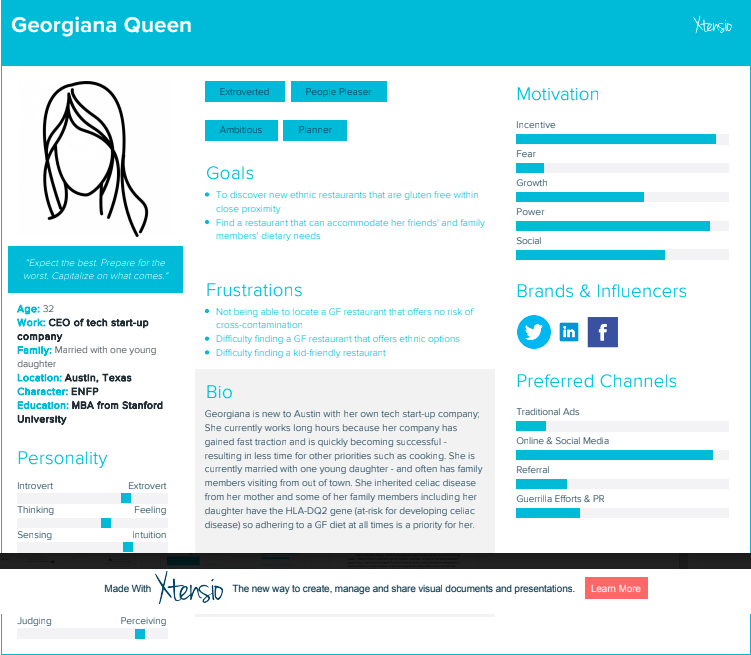 Georgiana Queen
Xtensio
"Expect the best. Prepare for the
worst. Capitalize on what comes."
Age: 32
Work: CEO of tech start-up
company
Family: Married with one young
daughter
Location: Austin, Texas
Character: ENFP
Education: MBA from Stanford
University
Personality
Introvert Extrovert
Thinking Feeling
Sensing Intuition
Judging Perceiving
Extroverted People Pleaser
Ambitious Planner
Goals
• To discover new ethnic restaurants that are gluten free within
close proximity
• Find a restaurant that can accommodate her friends' and family
members' dietary needs
Frustrations
• Not being able to locate a GF restaurant that offers no risk of
cross-contamination
• Difficulty finding a GF restaurant that offers ethnic options
• Difficulty finding a kid-friendly restaurant
Bio
Georgiana is new to Austin with her own tech start-up company;
She currently works long hours because her company has
gained fast traction and is quickly becoming successful -
resulting in less time for other priorities such as cooking. She is
currently married with one young daughter - and often has family
members visiting from out of town. She inherited celiac disease
from her mother and some of her family members including her
daughter have the HLA-DQ2 gene (at-risk for developing celiac
disease) so adhering to a GF diet at all times is a priority for her.
Motivation
Incentive
Fear
Growth
Power
Social
Brands & Influencers
in f
Preferred Channels
Traditional Ads
Online & Social Media
Referral
Guerrilla Efforts & PR
Made With Xtensio The new way to create, manage and share visual documents and presentations. Learn More